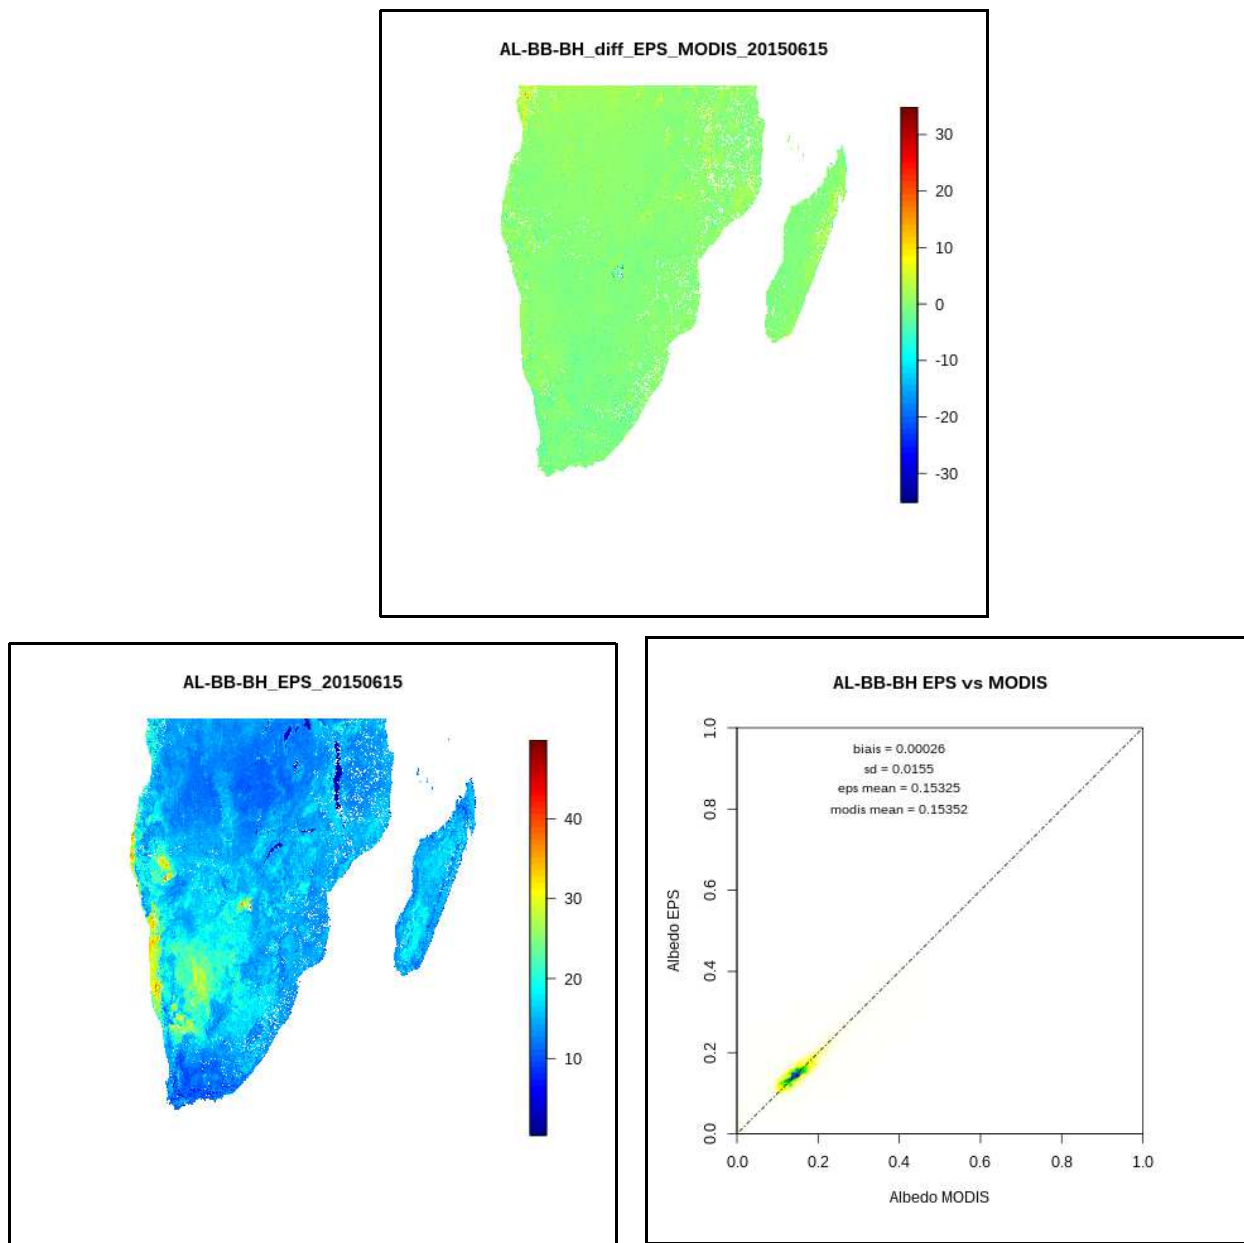 AL-BB-BH_diff_EPS_MODIS_20150615
30
20
10
0
-10
-20
-30
AL-BB-BH_EPS_20150615
40
30
20
10
AL-BB-BH EPS vs MODIS
biais = 0.00026
sd = 0.0155
eps mean = 0.15325
modis mean = 0.15352
Albedo EPS
1.0
0.8
0.6
0.4
0.2
0.0
0.0 0.2 0.4 0.6 0.8 1.0
Albedo MODIS